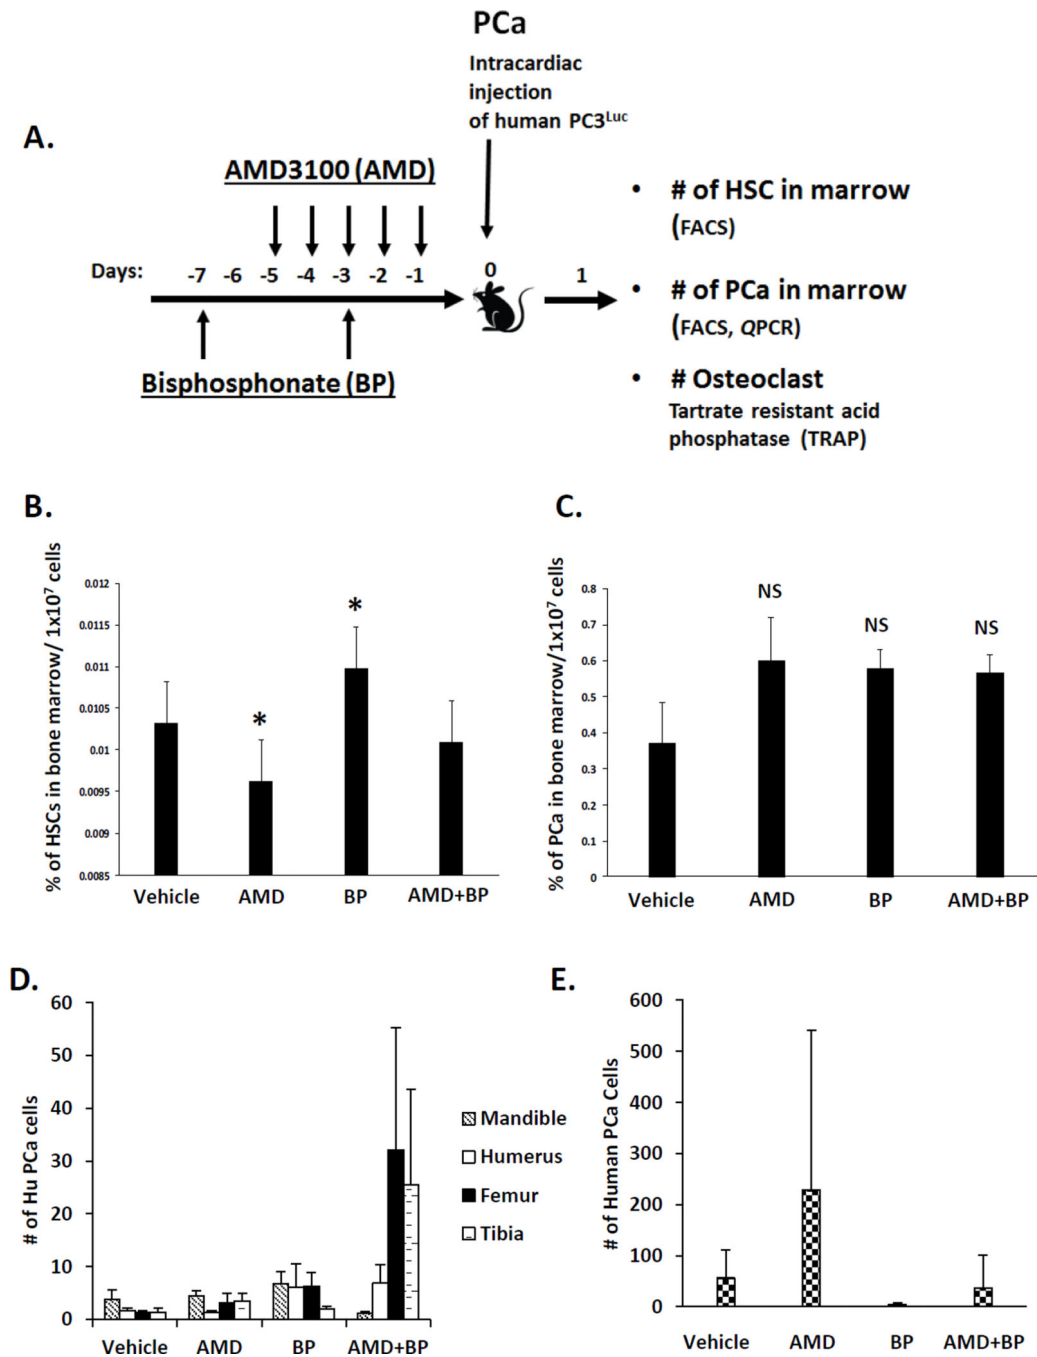 PCa
Intracardiac
injection
of human PC3Luc
A.
AMD3100 (AMD)
Days: -7 -6 -5 -4 -3 -2 -1 0 1
Bisphosphonate (BP)
• # of HSC in marrow
(FACS)
• # of PCa in marrow
(FACS, QPCR)
• # Osteoclast
Tartrate resistant acid
phosphatase (TRAP)
B.
% of HSCs in bone marrow/ 1x107 cells
0.012
0.0115
0.011
0.0105
0.01
0.0095
0.009
0.0085
*
*
Vehicle AMD BP AMD+BP
C.
% of PCa in bone marrow/1x107 cells
0.8
0.7
0.6
0.5
0.4
0.3
0.2
0.1
0
NS NS NS
Vehicle AMD BP AMD+BP
D.
# of Hu PCa cells
60
50
40
30
20
10
0
Vehicle AMD BP AMD+BP
Mandible
Humerus
Femur
Tibia
E.
# of Human PCa Cells
600
500
400
300
200
100
0
Vehicle AMD BP AMD+BP